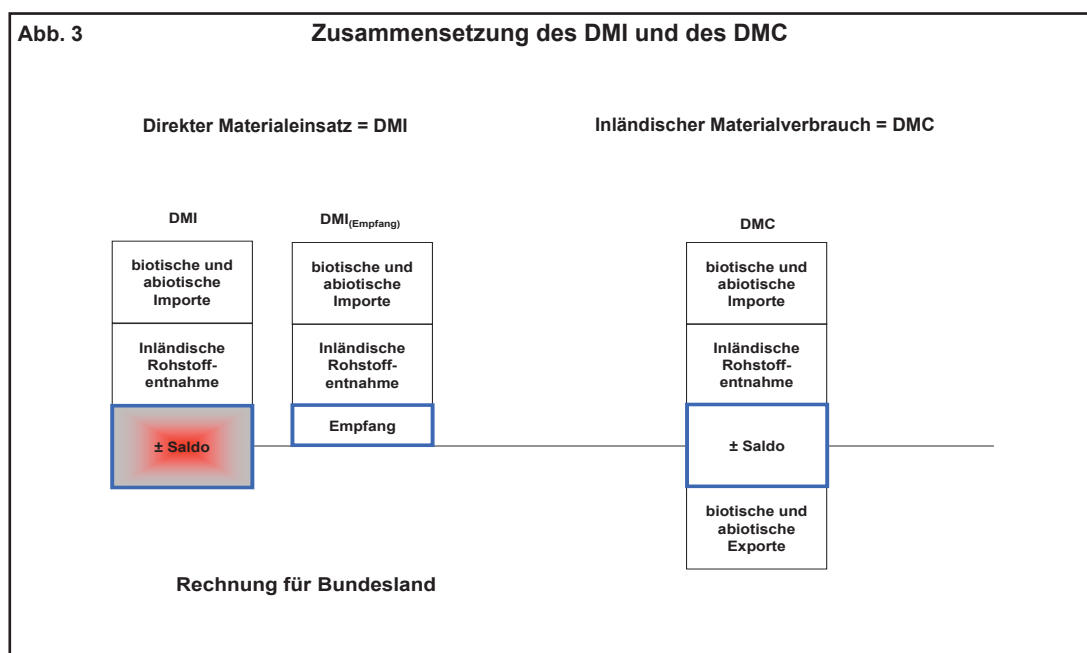 Abb. 3
Zusammensetzung des DMI und des DMC
Direkter Materialeinsatz = DMI
Inländischer Materialverbrauch = DMC
DMI
biotische und
abiotische
Importe
Inländische
Rohstoff-
entnahme
± Saldo
DMI(Empfang)
biotische und
abiotische
Importe
Inländische
Rohstoff-
entnahme
Empfang
DMC
biotische und
abiotische
Importe
Inländische
Rohstoff-
entnahme
± Saldo
biotische und
abiotische
Exporte
Rechnung für Bundesland